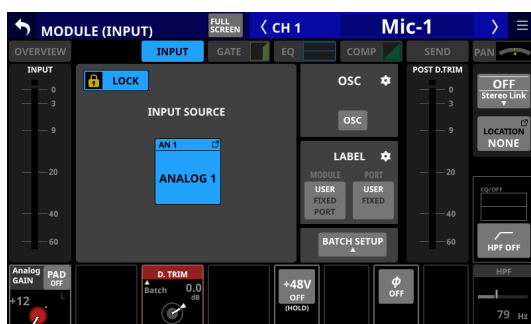 MODULE (INPUT)
FULL
SCREEN
CH 1
Mic-1
OVERVIEW
INPUT
GATE
EQ
COMP
SEND
PAN
INPUT
0
3
9
20
40
60
LOCK
INPUT SOURCE
AN 1
ANALOG 1
OSC
OSC
LABEL
MODULE
PORT
USER
FIXED
PORT
USER
FIXED
BATCH SETUP
POST D.TRIM
0
3
9
20
40
60
OFF
Stereo Link
LOCATION
NONE
EQ/OFF
HPF OFF
Analog
GAIN
PAD
OFF
+12
L
D. TRIM
Batch
0.0
dB
+48V
OFF
(HOLD)
ϕ
OFF
HPF
79 Hz